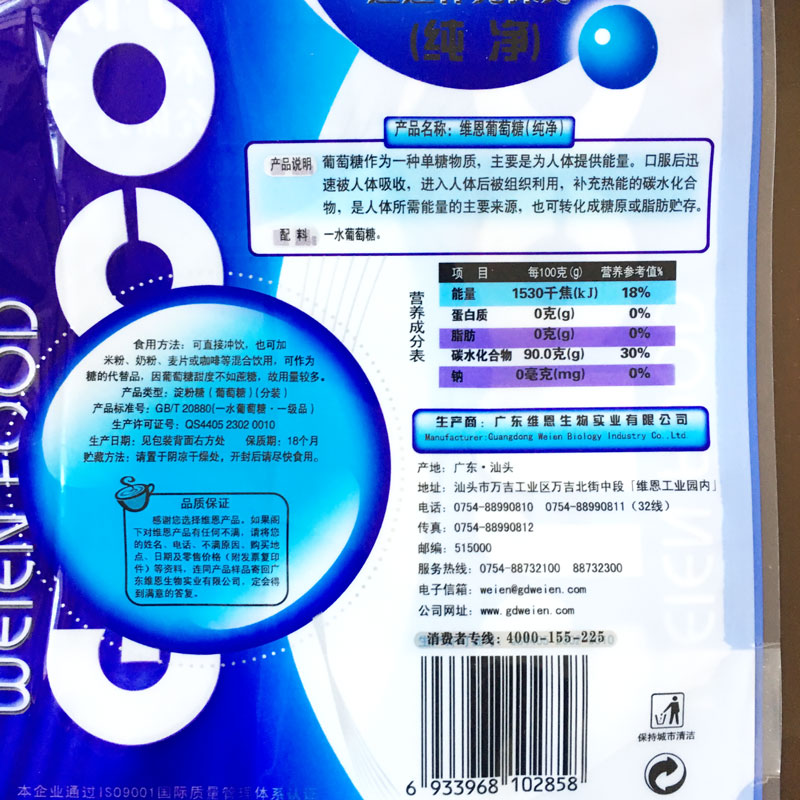 (纯净)
产品名称：维恩葡萄糖(纯净)
产品说明 葡萄糖作为一种单糖物质，主要是为人体提供能量。口服后迅
速被人体吸收，进入人体后被组织利用，补充热能的碳水化合
物，是人体所需能量的主要来源，也可转化成糖原或脂肪贮存。
配料 一水葡萄糖。
营养成分表
项目 每100克(g) 营养参考值%
能量 1530千焦(kJ) 18%
蛋白质 0克(g) 0%
脂肪 0克(g) 0%
碳水化合物 90.0克(g) 30%
钠 0毫克(mg) 0%
食用方法：可直接冲饮，也可加
米粉、奶粉、麦片或咖啡等混合饮用，可作为
糖的代替品，因葡萄糖甜度不如蔗糖，故用量较多。
产品类型：淀粉糖(葡萄糖)(分装)
产品标准号：GB/T 20880(一水葡萄糖·一级品)
生产许可证号：QS4405 2302 0010
生产日期：见包装背面右方处 保质期：18个月
贮藏方法：请置于阴凉干燥处，开封后请尽快食用。
品质保证
感谢您选择维恩产品。如果阁
下对维恩产品有任何不满，请将您
的姓名、电话、不满原因、购买地
点、日期及零售价格（附发票复印
件）等资料，连同产品样品寄回广
东维恩生物实业有限公司，定会得
到满意的答复。
生产商：广东维恩生物实业有限公司
Manufacturer:Guangdong Weien Biology Industry Co.,Ltd
产地：广东·汕头
地址：汕头市万吉工业区万吉北街中段「维恩工业园内」
电话：0754-88990810 0754-88990811（32线）
传真：0754-88990812
邮编：515000
服务热线：0754-88732100 88732300
电子信箱：weien@gdweien.com
公司网址：www.gdweien.com
消费者专线：4000-155-225
6 933968 102858
保持城市清洁
WEIEN FOOD
本企业通过ISO9001国际质量管理体系认证